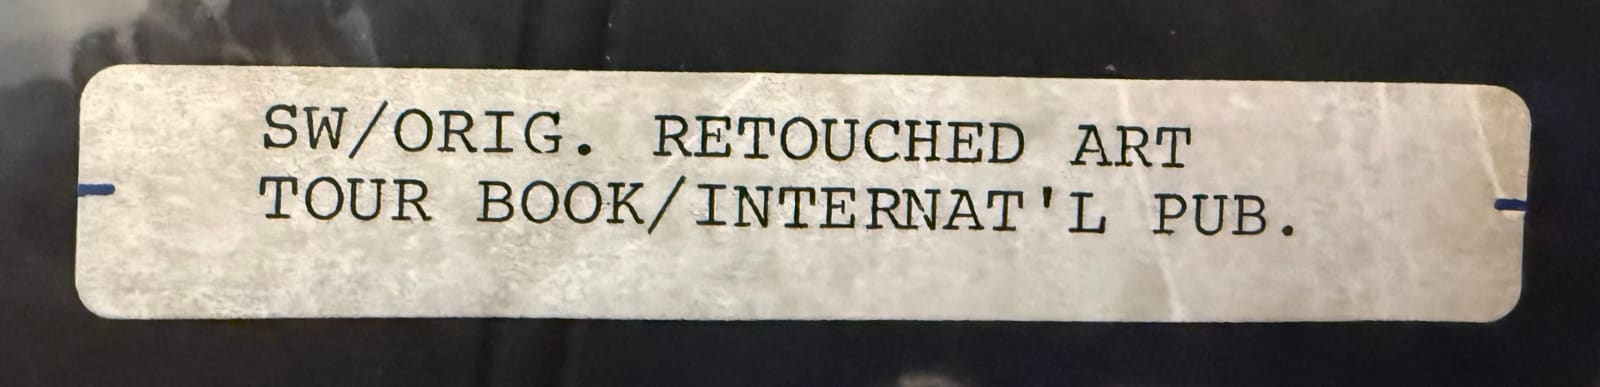 SW/ORIG. RETOUCHED ART
TOUR BOOK/INTERNAT'L PUB.